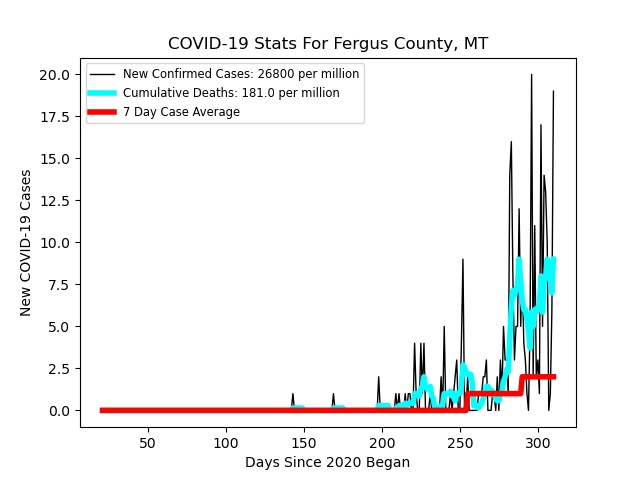 COVID-19 Stats For Fergus County, MT
New Confirmed Cases: 26800 per million
Cumulative Deaths: 181.0 per million
7 Day Case Average
20.0
17.5
15.0
12.5
10.0
7.5
5.0
2.5
0.0
New COVID-19 Cases
50 100 150 200 250 300
Days Since 2020 Began